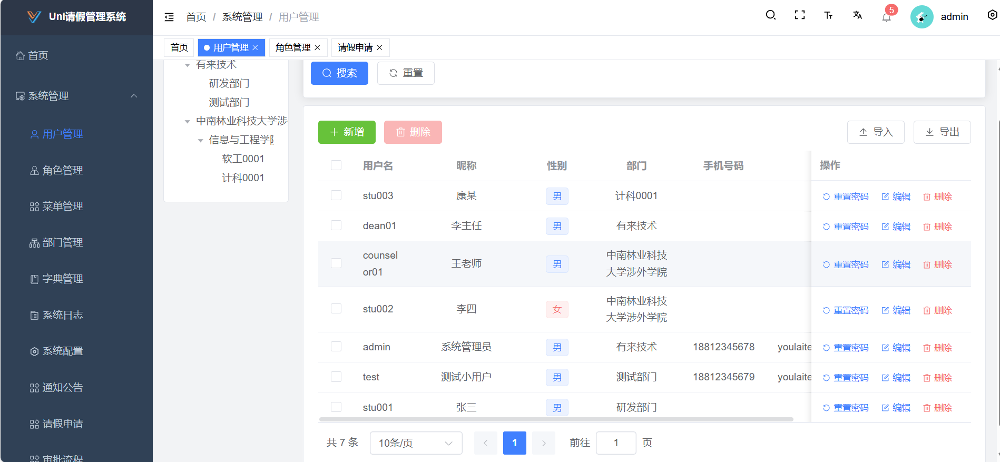 Uni请假管理系统
首页 / 系统管理 / 用户管理
5
admin
首页
用户管理
角色管理
请假申请
首页
系统管理
用户管理
角色管理
菜单管理
部门管理
字典管理
系统日志
系统配置
通知公告
请假申请
审批流程
有来技术
研发部门
测试部门
中南林业科技大学涉
信息与工程学
软工0001
计科0001
搜索
重置
新增
删除
导入
导出
用户名 昵称 性别 部门 手机号码 操作
stu003 康某 男 计科0001 重置密码 编辑 删除
dean01 李主任 男 有来技术 重置密码 编辑 删除
counsel
or01 王老师 男 中南林业科技
大学涉外学院 重置密码 编辑 删除
stu002 李四 女 中南林业科技
大学涉外学院 重置密码 编辑 删除
admin 系统管理员 男 有来技术 18812345678 youlaite 重置密码 编辑 删除
test 测试小用户 男 测试部门 18812345679 youlaite 重置密码 编辑 删除
stu001 张三 男 研发部门 重置密码 编辑 删除
共 7 条 10条/页 1 前往 1 页